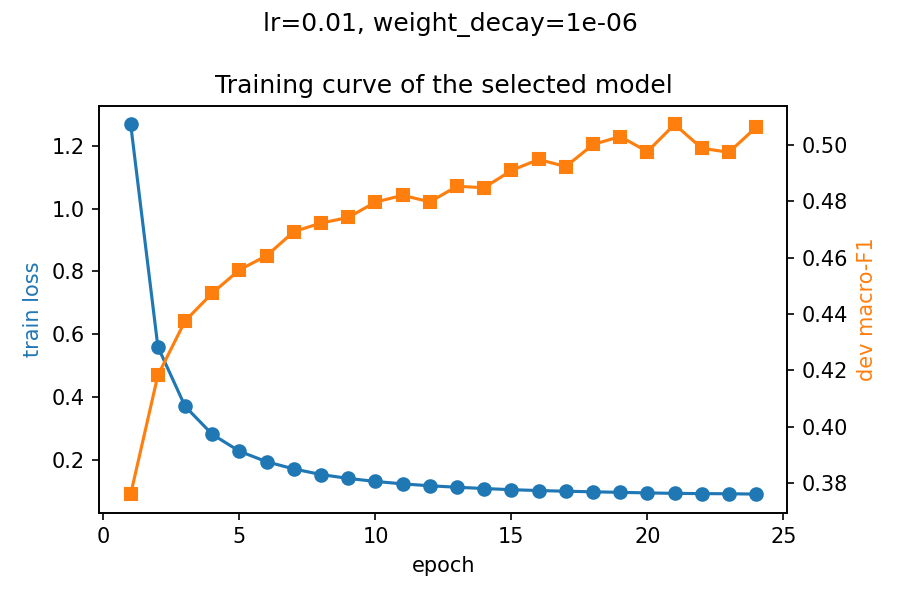 lr=0.01, weight_decay=1e-06
Training curve of the selected model
1.2
1.0
0.8
0.6
0.4
0.2
train loss
0.50
0.48
0.46
0.44
0.42
0.40
0.38
dev macro-F1
0 5 10 15 20 25
epoch